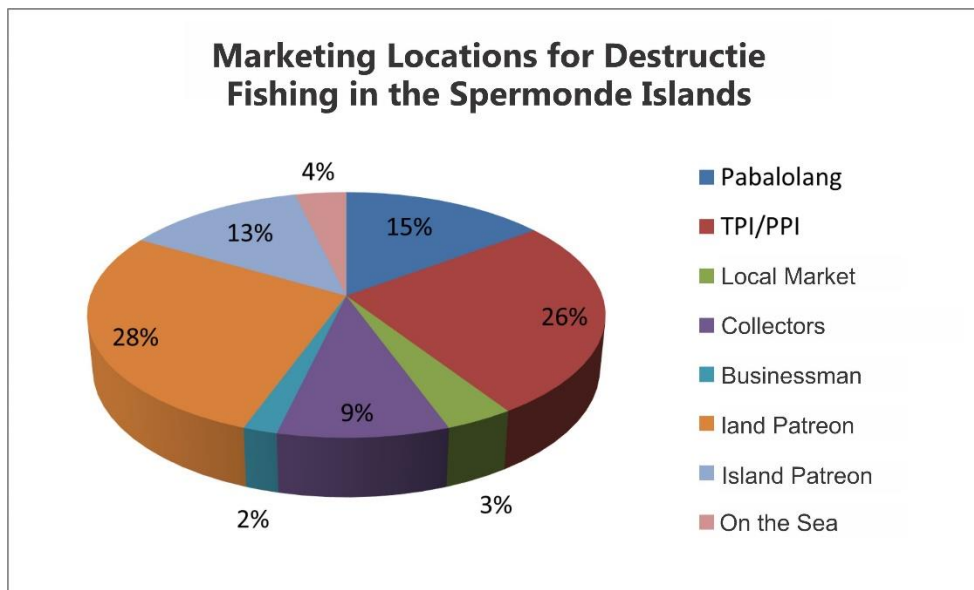 Marketing Locations for Destructie
Fishing in the Spermonde Islands
4%
15%
13%
26%
28%
9%
2%
3%
Pabalolang
TPI/PPI
Local Market
Collectors
Businessman
land Patreon
Island Patreon
On the Sea